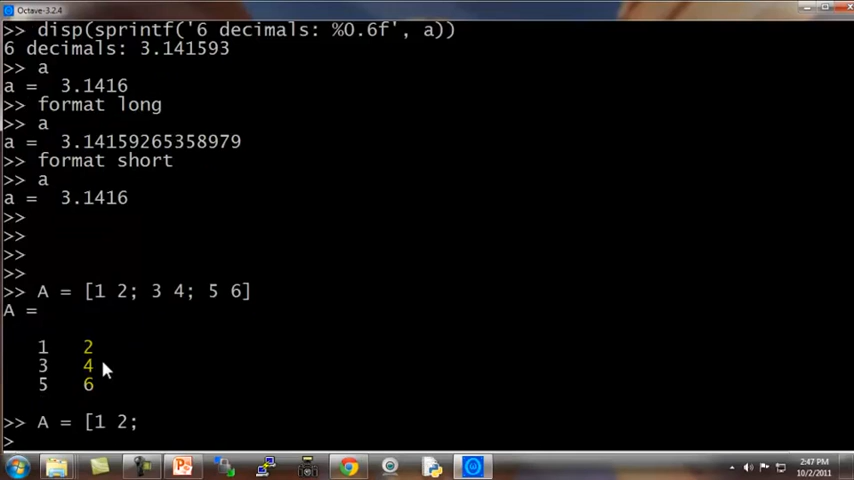 Octave-3.2.4
>> disp(sprintf('6 decimals: %0.6f', a))
6 decimals: 3.141593
>> a
a =  3.1416
>> format long
>> a
a =  3.14159265358979
>> format short
>> a
a =  3.1416
>>
>>
>>
>>
>> A = [1 2; 3 4; 5 6]
A =
1 2
3 4
5 6
>> A = [1 2;
>
2:47 PM
10/2/2011